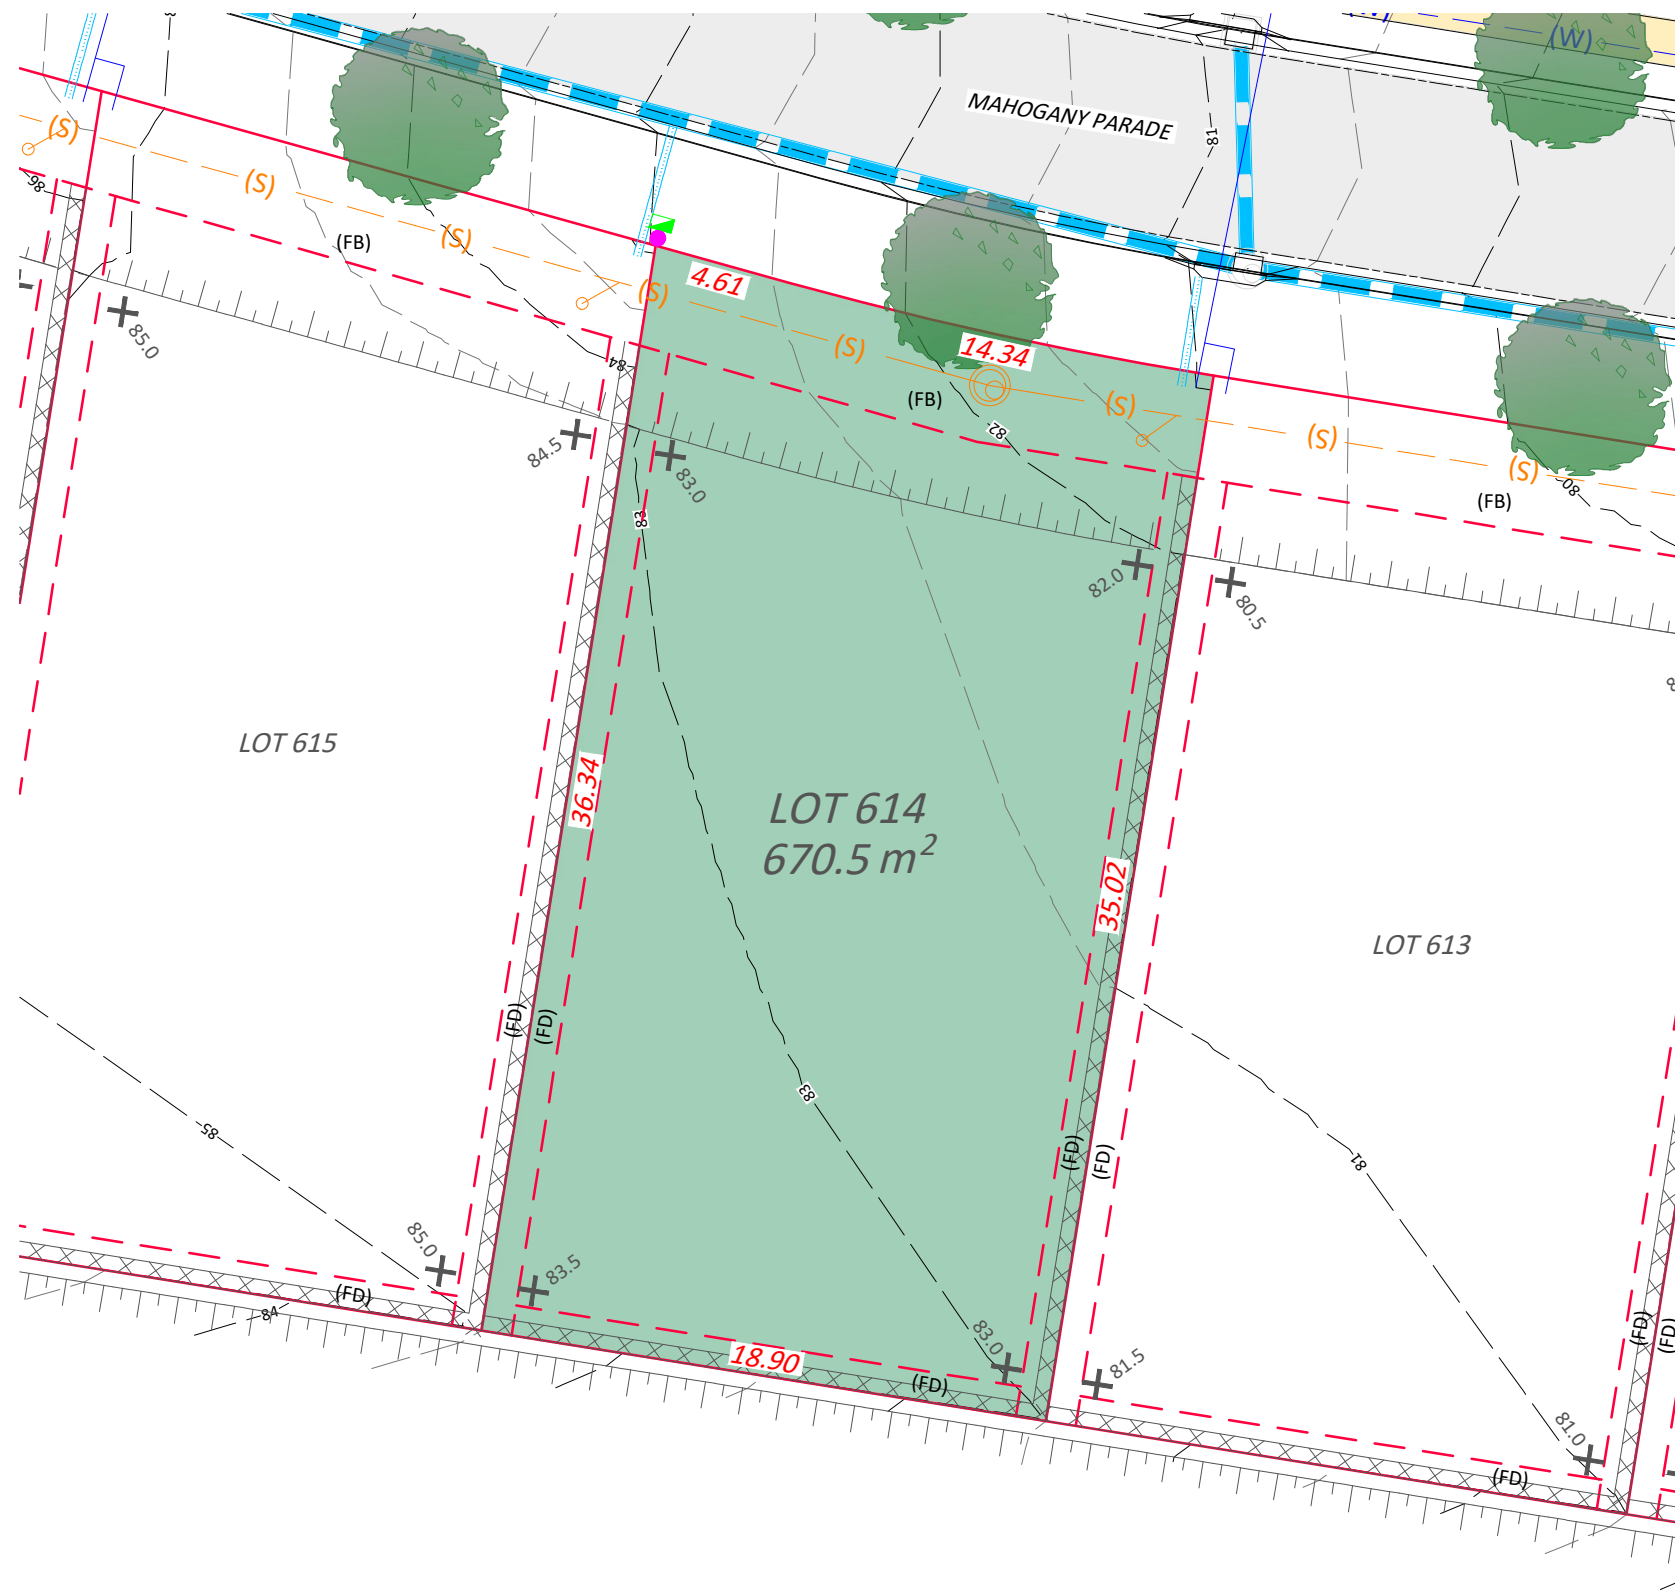 (W)
MAHOGANY PARADE
81
(S)
(S)
(S)
(S)
(S)
(S)
(S)
(S)
86
(FB)
4.61
14.34
84
85.0
84.5
83.0
(FB)
82
80
(FB)
83
82.0
80.5
LOT 615
36.34
LOT 614
670.5 m²
35.02
LOT 613
(FD)
(FD)
83
85
(FD)
(FD)
81
85.0
83.5
(FD)
84
18.90
83.0
(FD)
81.5
81.0
(FD)
(FD)
(FD)